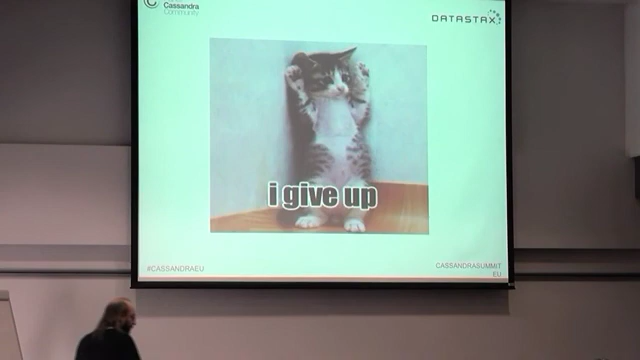 Cassandra
Community
DATASTAX
i give up
#CASSANDRAEU
CASSANDRASUMMIT
EU